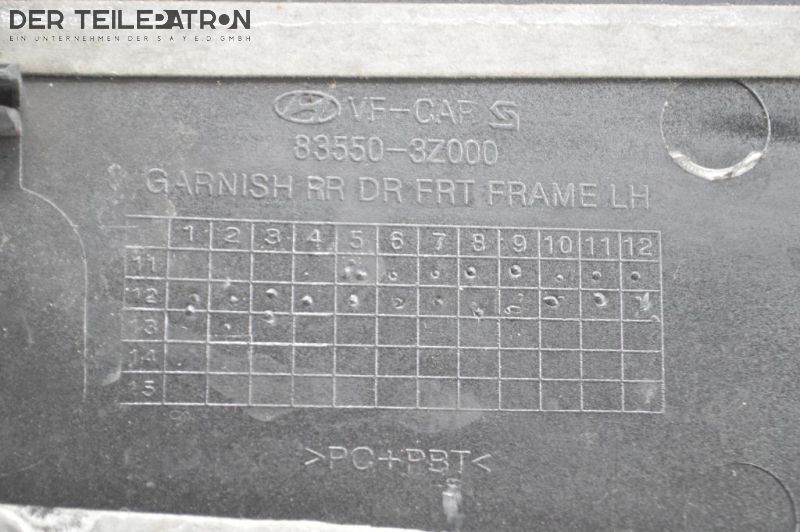 DER TEILEPATRON
EIN UNTERNEHMEN DER S A Y E.D GMBH
VF-CAR
83550-3Z000
GARNISH RR DR FRT FRAME LH
1 2 3 4 5 6 7 8 9 10 11 12
11
12
13
14
15
>PC+PBT<